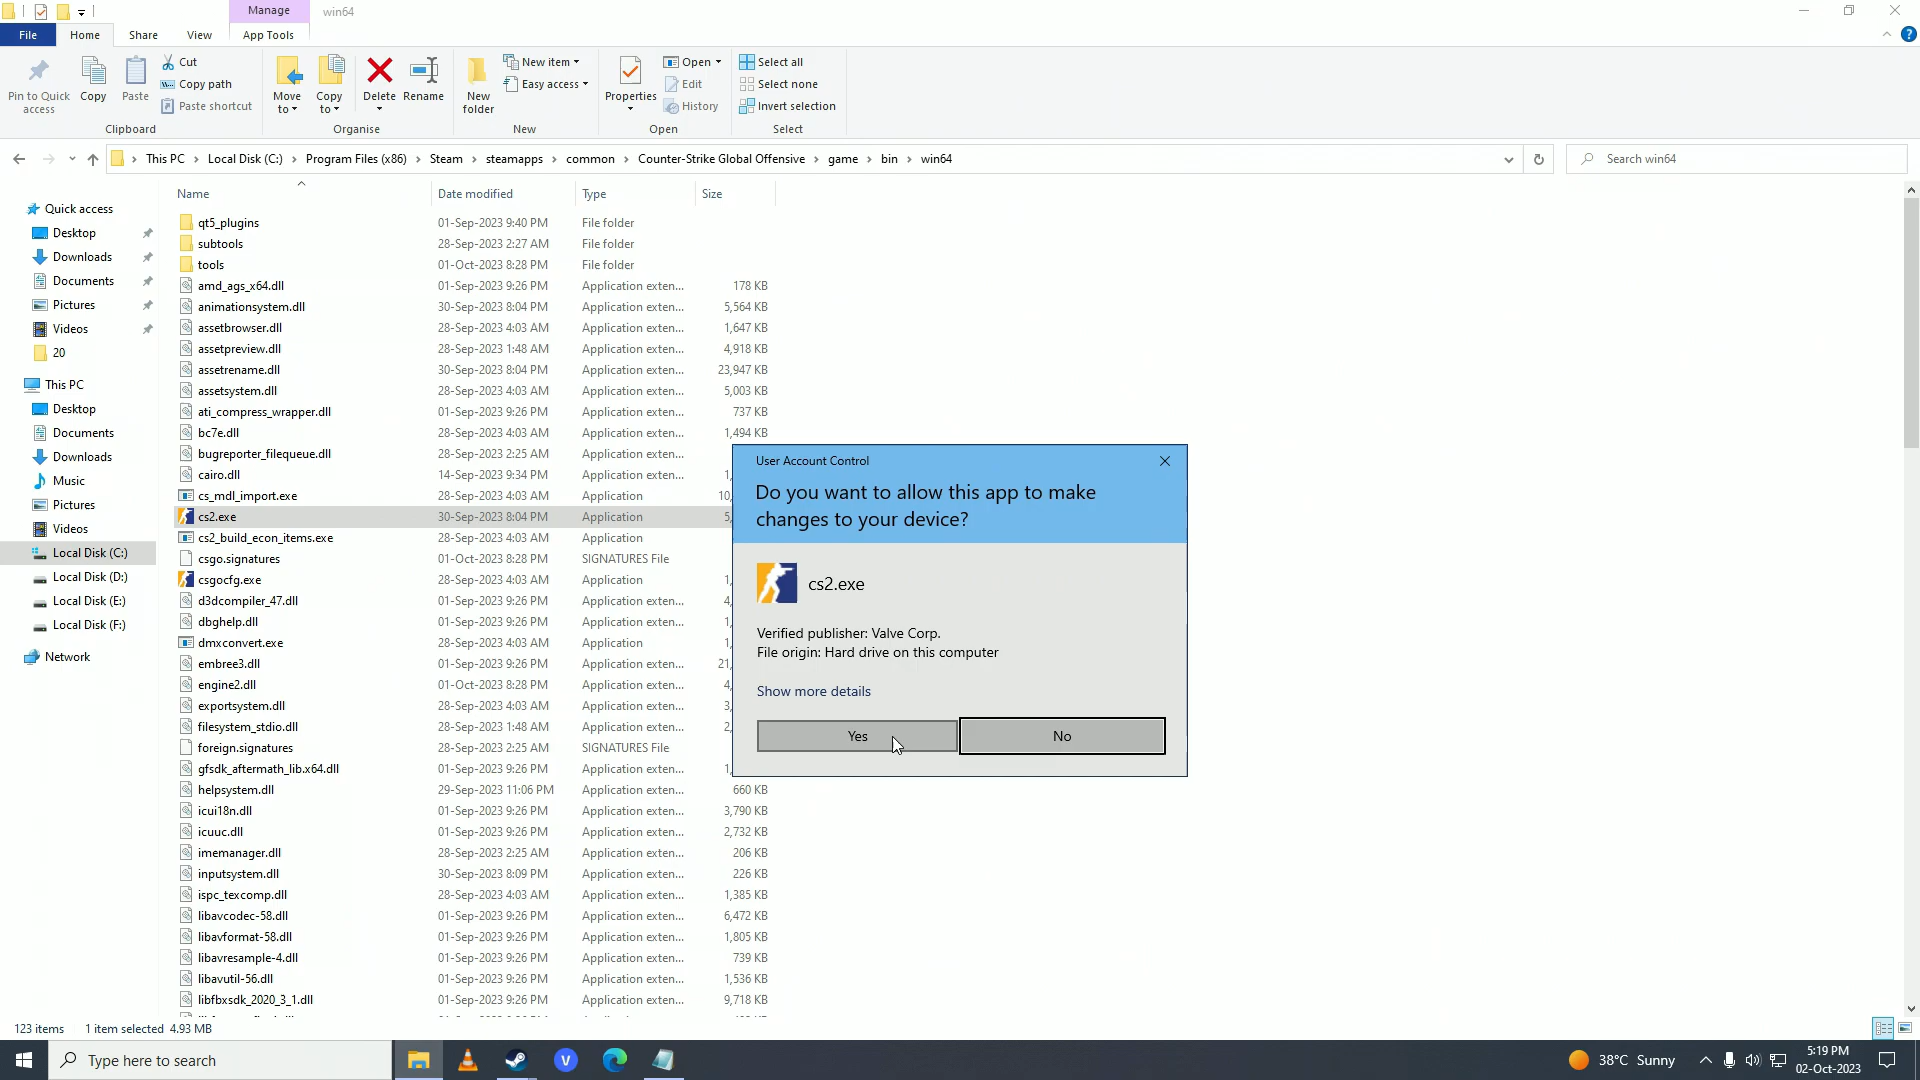 Manage
win64
File
Home
Share
View
App Tools
Pin to Quick access
Copy
Paste
Cut
Copy path
Paste shortcut
Clipboard
Move to
Copy to
Delete
Rename
Organise
New folder
New item
Easy access
New
Properties
Open
Edit
History
Open
Select all
Select none
Invert selection
Select
This PC > Local Disk (C:) > Program Files (x86) > Steam > steamapps > common > Counter-Strike Global Offensive > game > bin > win64
Search win64
Quick access
Desktop
Downloads
Documents
Pictures
Videos
20
This PC
Desktop
Documents
Downloads
Music
Pictures
Videos
Local Disk (C:)
Local Disk (D:)
Local Disk (E:)
Local Disk (F:)
Network
Name Date modified Type Size
qt5_plugins 01-Sep-2023 9:40 PM File folder
subtools 28-Sep-2023 2:27 AM File folder
tools 01-Oct-2023 8:28 PM File folder
amd_ags_x64.dll 01-Sep-2023 9:26 PM Application exten... 178 KB
animationsystem.dll 30-Sep-2023 8:04 PM Application exten... 5,564 KB
assetbrowser.dll 28-Sep-2023 4:03 AM Application exten... 1,647 KB
assetpreview.dll 28-Sep-2023 1:48 AM Application exten... 4,918 KB
assetrename.dll 30-Sep-2023 8:04 PM Application exten... 23,947 KB
assetsystem.dll 28-Sep-2023 4:03 AM Application exten... 5,003 KB
ati_compress_wrapper.dll 01-Sep-2023 9:26 PM Application exten... 737 KB
bc7e.dll 28-Sep-2023 4:03 AM Application exten... 1,494 KB
bugreporter_filequeue.dll 28-Sep-2023 2:25 AM Application exten...
cairo.dll 14-Sep-2023 9:34 PM Application exten... 1,
cs_mdl_import.exe 28-Sep-2023 4:03 AM Application 10,
cs2.exe 30-Sep-2023 8:04 PM Application 5,
cs2_build_econ_items.exe 28-Sep-2023 4:03 AM Application
csgo.signatures 01-Oct-2023 8:28 PM SIGNATURES File
csgocfg.exe 28-Sep-2023 4:03 AM Application 1,
d3dcompiler_47.dll 01-Sep-2023 9:26 PM Application exten... 4,
dbghelp.dll 01-Sep-2023 9:26 PM Application exten... 1,
dmxconvert.exe 28-Sep-2023 4:03 AM Application 1,
embree3.dll 01-Sep-2023 9:26 PM Application exten... 21,
engine2.dll 01-Oct-2023 8:28 PM Application exten... 4,
exportsystem.dll 28-Sep-2023 4:03 AM Application exten... 3,
filesystem_stdio.dll 28-Sep-2023 1:48 AM Application exten... 2,
foreign.signatures 28-Sep-2023 2:25 AM SIGNATURES File
gfsdk_aftermath_lib.x64.dll 01-Sep-2023 9:26 PM Application exten... 1,
helpsystem.dll 29-Sep-2023 11:06 PM Application exten... 660 KB
icui18n.dll 01-Sep-2023 9:26 PM Application exten... 3,790 KB
icuuc.dll 01-Sep-2023 9:26 PM Application exten... 2,732 KB
imemanager.dll 28-Sep-2023 2:25 AM Application exten... 206 KB
inputsystem.dll 30-Sep-2023 8:09 PM Application exten... 226 KB
ispc_texcomp.dll 28-Sep-2023 4:03 AM Application exten... 1,385 KB
libavcodec-58.dll 01-Sep-2023 9:26 PM Application exten... 6,472 KB
libavformat-58.dll 01-Sep-2023 9:26 PM Application exten... 1,805 KB
libavresample-4.dll 01-Sep-2023 9:26 PM Application exten... 739 KB
libavutil-56.dll 01-Sep-2023 9:26 PM Application exten... 1,536 KB
libfbxsdk_2020_3_1.dll 01-Sep-2023 9:26 PM Application exten... 9,718 KB
User Account Control
Do you want to allow this app to make
changes to your device?
cs2.exe
Verified publisher: Valve Corp.
File origin: Hard drive on this computer
Show more details
Yes
No
123 items 1 item selected 4.93 MB
Type here to search
V
38°C Sunny
5:19 PM
02-Oct-2023